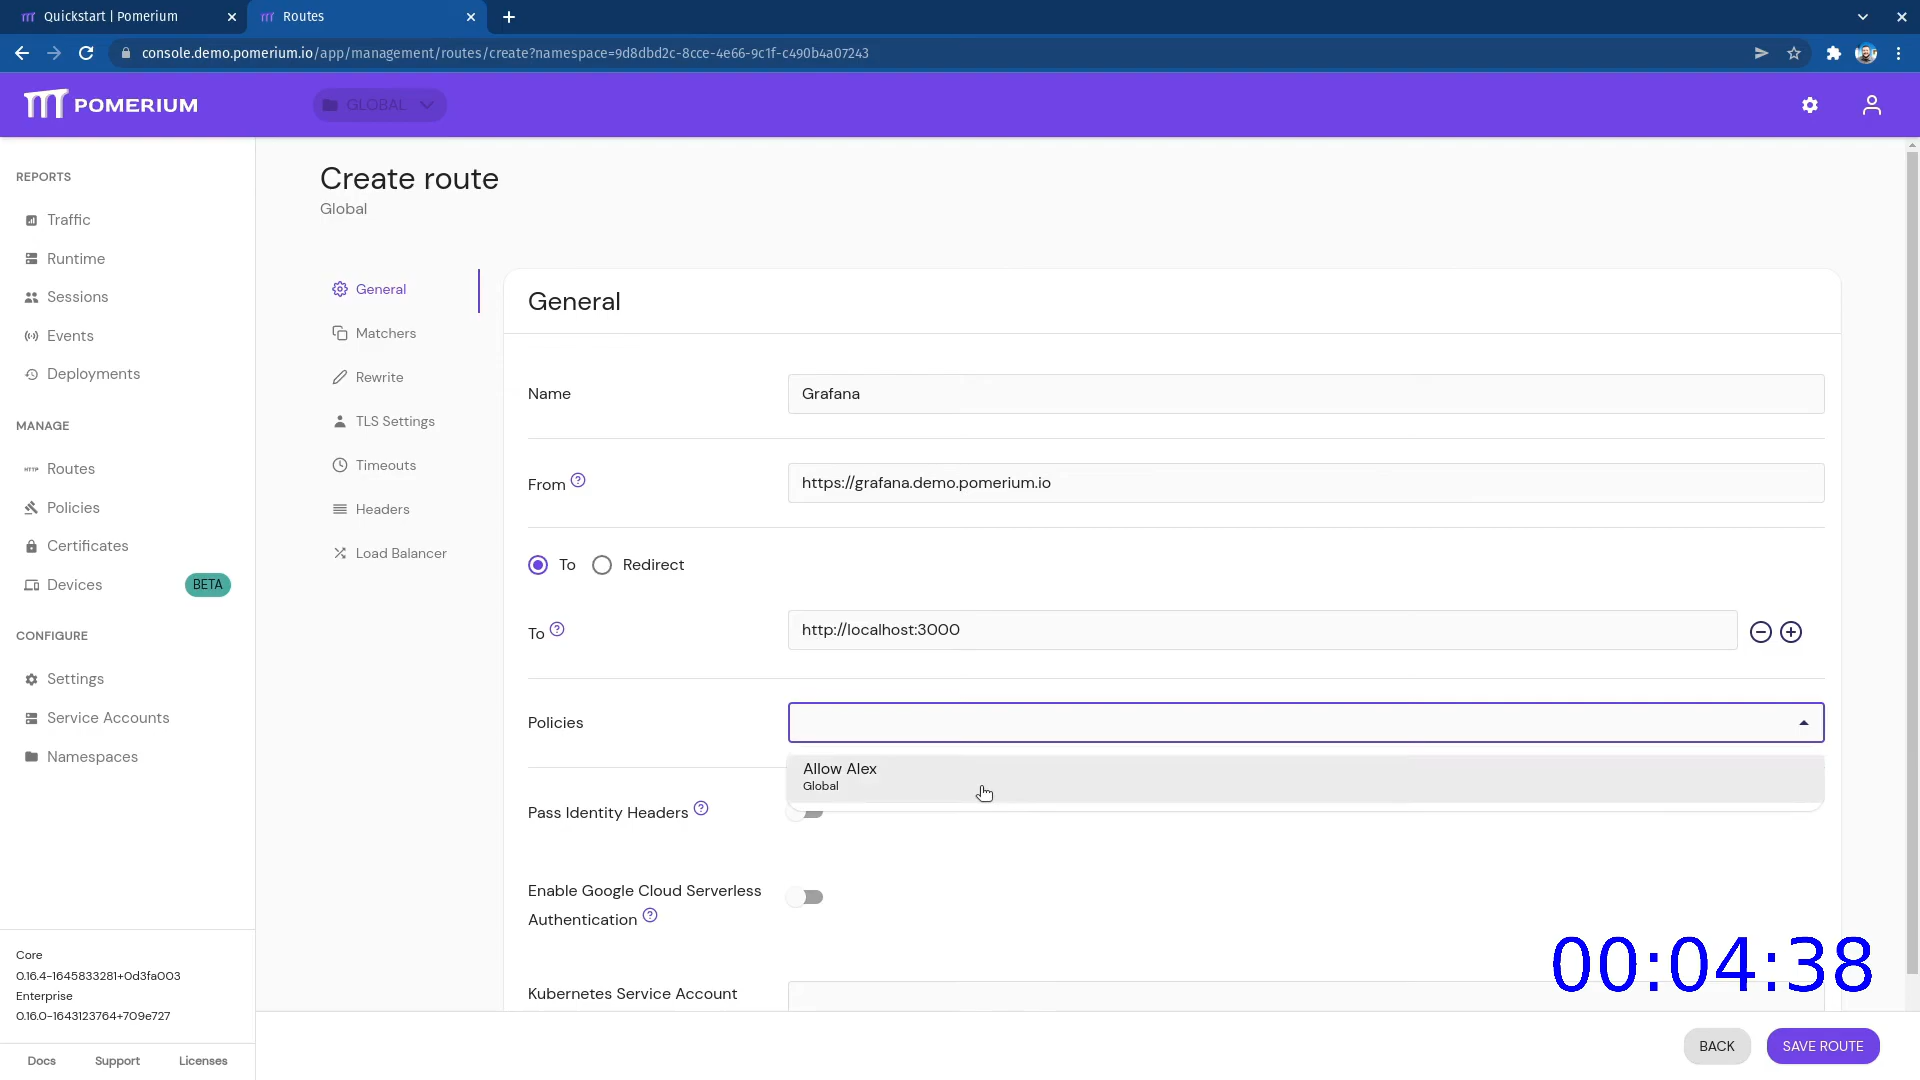 Quickstart | Pomerium
Routes
console.demo.pomerium.io/app/management/routes/create?namespace=9d8dbd2c-8cce-4e66-9c1f-c490b4a07243
POMERIUM
GLOBAL
REPORTS
Traffic
Runtime
Sessions
Events
Deployments
MANAGE
HTTP
Routes
Policies
Certificates
Devices
BETA
CONFIGURE
Settings
Service Accounts
Namespaces
Core
0.16.4-1645833281+0d3fa003
Enterprise
0.16.0-1643123764+709e727
Docs
Support
Licenses
Create route
Global
General
Matchers
Rewrite
TLS Settings
Timeouts
Headers
Load Balancer
General
Name
Grafana
From
https://grafana.demo.pomerium.io
To
Redirect
To
http://localhost:3000
Policies
Allow Alex
Global
Pass Identity Headers
Enable Google Cloud Serverless
Authentication
Kubernetes Service Account
00:04:38
BACK
SAVE ROUTE